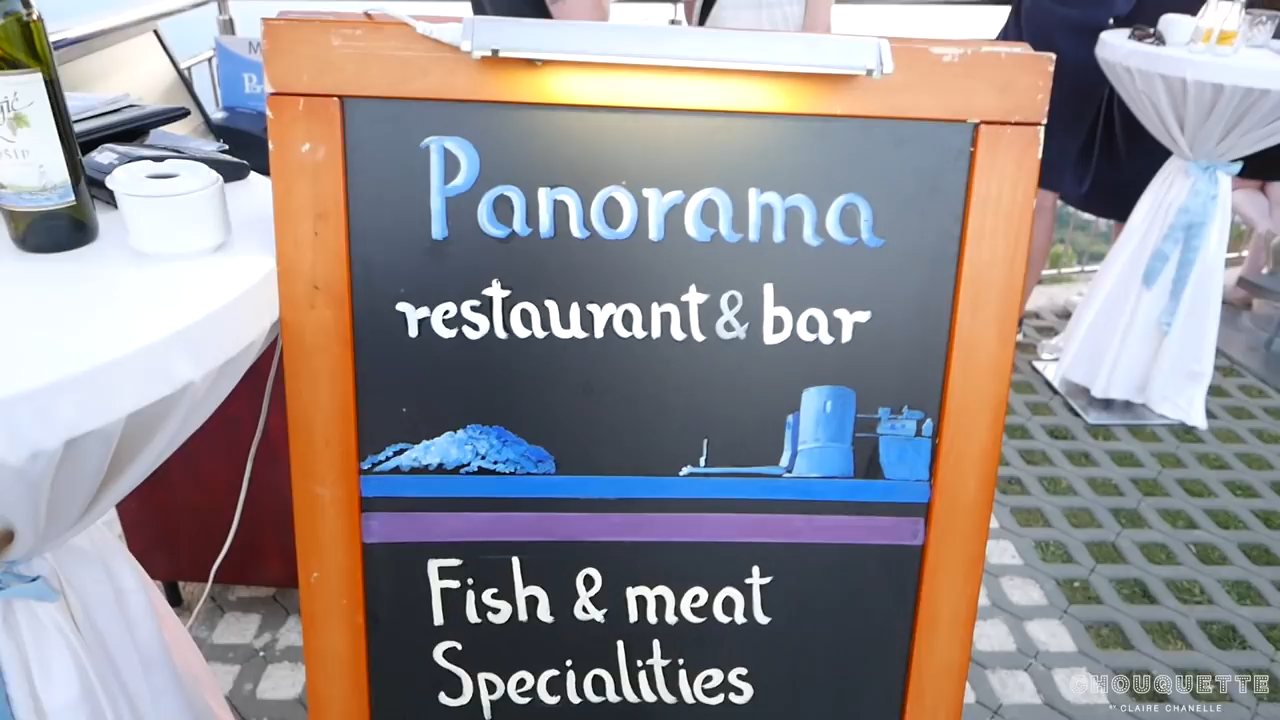 Panorama
restaurant & bar
Fish & meat
Specialities
CHOUQUETTE
BY CLAIRE CHANELLE